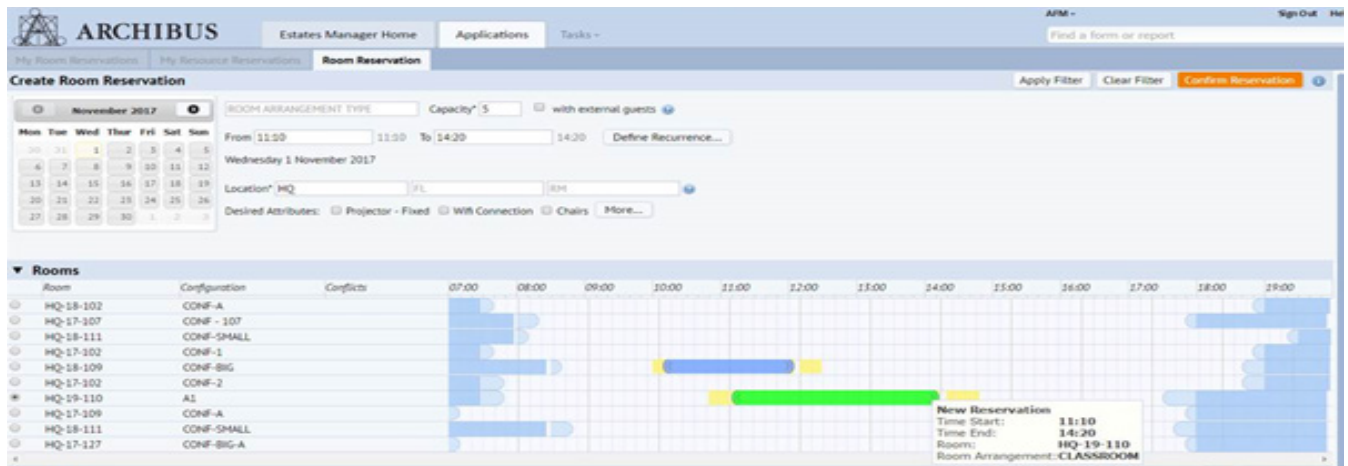 AFM - Sign Out Hel
ARCHIBUS Estates Manager Home Applications Tasks - Find a form or report
My Room Reservations My Resource Reservations Room Reservation
Create Room Reservation Apply Filter Clear Filter Confirm Reservation
November 2017 ROOM ARRANGEMENT TYPE Capacity* 5 with external guests
Mon Tue Wed Thur Fri Sat Sun From 11:10 11:10 To 14:20 14:20 Define Recurrence...
30 31 1 2 3 4 5
6 7 8 9 10 11 12 Wednesday 1 November 2017
13 14 15 16 17 18 19 Location* HQ FL RM
20 21 22 23 24 25 26 Desired Attributes: Projector - Fixed Wifi Connection Chairs More...
27 28 29 30 1 2 3
Rooms
Room Configuration Conflicts 07:00 08:00 09:00 10:00 11:00 12:00 13:00 14:00 15:00 16:00 17:00 18:00 19:00
HQ-18-102 CONF-A
HQ-17-107 CONF - 107
HQ-18-111 CONF-SMALL
HQ-17-102 CONF-1
HQ-18-109 CONF-BIG
HQ-17-102 CONF-2
HQ-19-110 A1
HQ-17-109 CONF-A
HQ-18-111 CONF-SMALL
HQ-17-127 CONF-BIG-A
New Reservation
Time Start: 11:10
Time End: 14:20
Room: HQ-19-110
Room Arrangement: CLASSROOM